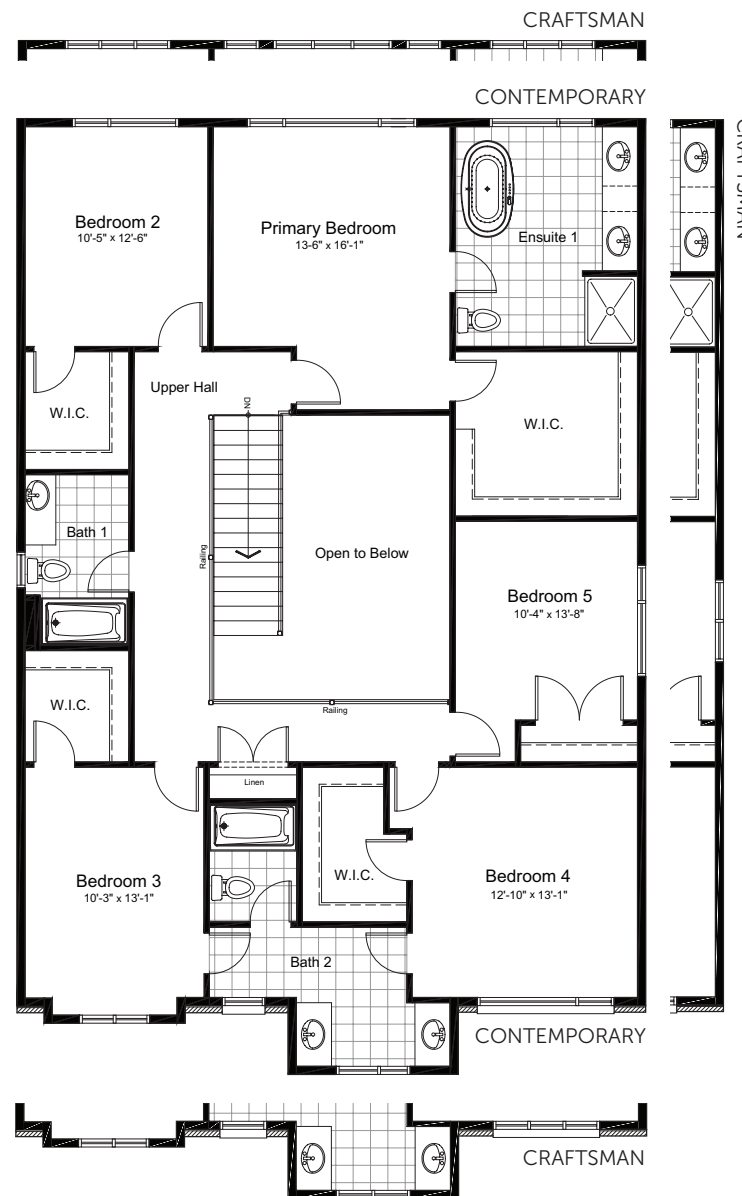 CRAFTSMAN
CONTEMPORARY
CRAFTSMAN
Bedroom 2
10'-5" x 12'-6"
Primary Bedroom
13-6" x 16'-1"
Ensuite 1
Upper Hall
DN
W.I.C.
W.I.C.
Bath 1
Railing
Open to Below
Bedroom 5
10'-4" x 13'-8"
W.I.C.
Railing
Linen
Bedroom 3
10'-3" x 13'-1"
W.I.C.
Bedroom 4
12'-10" x 13'-1"
Bath 2
CONTEMPORARY
CRAFTSMAN